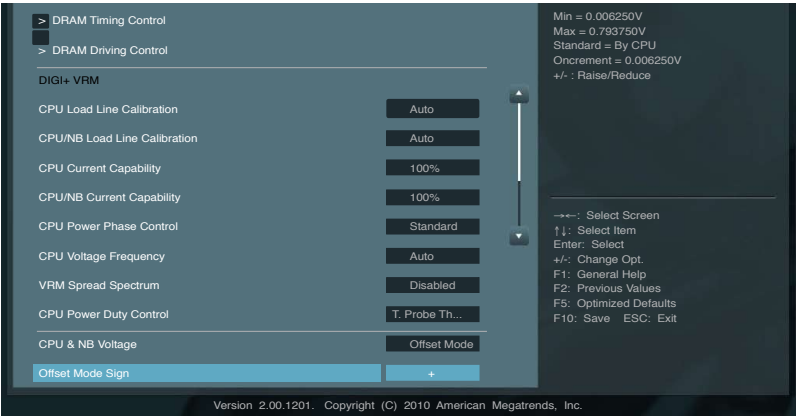 > DRAM Timing Control
> DRAM Driving Control
DIGI+ VRM
CPU Load Line Calibration Auto
CPU/NB Load Line Calibration Auto
CPU Current Capability 100%
CPU/NB Current Capability 100%
CPU Power Phase Control Standard
CPU Voltage Frequency Auto
VRM Spread Spectrum Disabled
CPU Power Duty Control T. Probe Th...
CPU & NB Voltage Offset Mode
Offset Mode Sign +
Min = 0.006250V
Max = 0.793750V
Standard = By CPU
Oncrement = 0.006250V
+/- : Raise/Reduce
→←: Select Screen
↑↓: Select Item
Enter: Select
+/-: Change Opt.
F1: General Help
F2: Previous Values
F5: Optimized Defaults
F10: Save ESC: Exit
Version 2.00.1201. Copyright (C) 2010 American Megatrends, Inc.